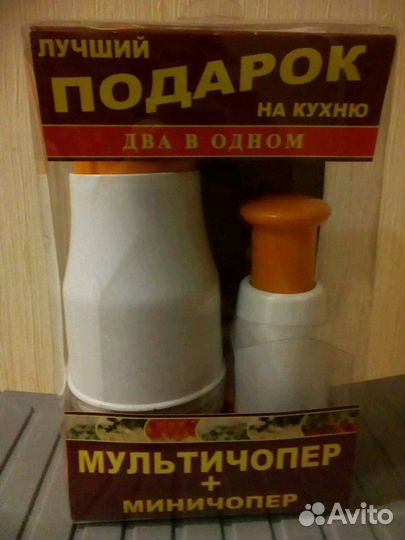 ЛУЧШИЙ
ПОДАРОК
НА КУХНЮ
ДВА В ОДНОМ
МУЛЬТИЧОПЕР
+
МИНИЧОПЕР
Avito